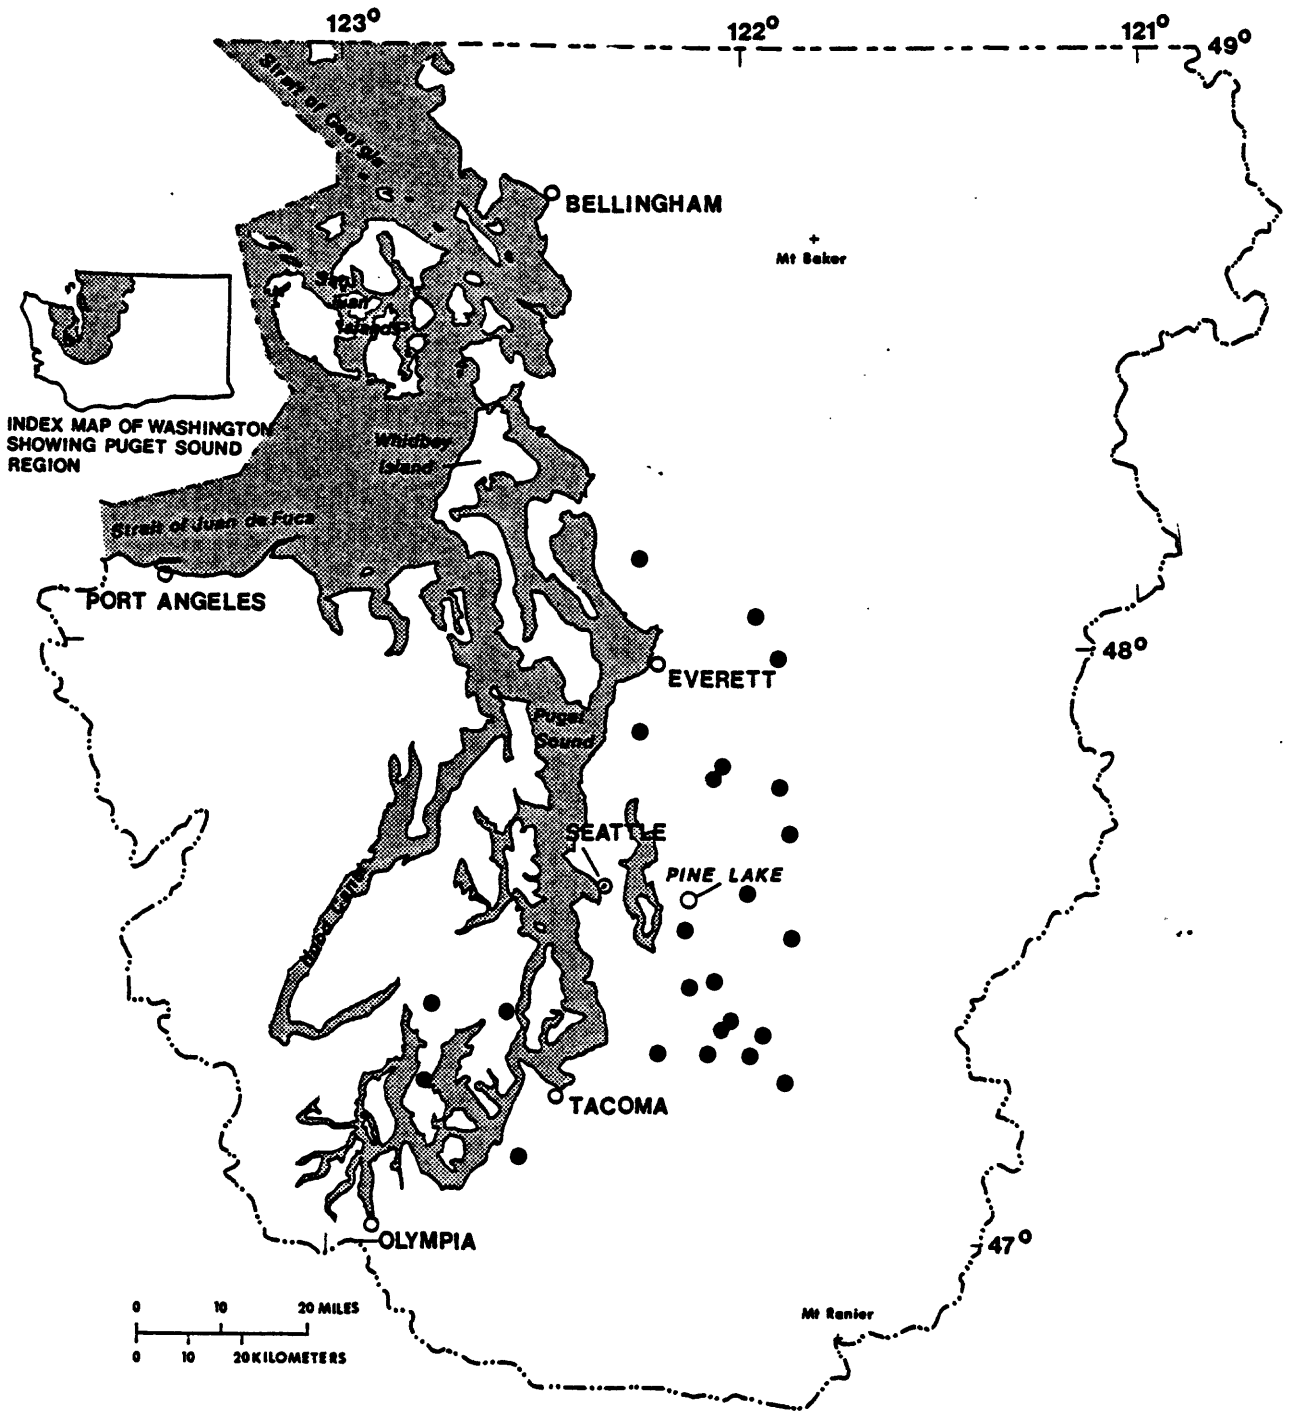 123°
122°
121°
49°
Strait of Georgia
BELLINGHAM
Mt Baker
San
Juan
Islands
INDEX MAP OF WASHINGTON
SHOWING PUGET SOUND
REGION
Whidbey
Island
Strait of Juan de Fuca
PORT ANGELES
48°
EVERETT
Puget
Sound
SEATTLE
PINE LAKE
Hood Canal
TACOMA
OLYMPIA
47°
0 10 20 MILES
0 10 20 KILOMETERS
Mt Ranier